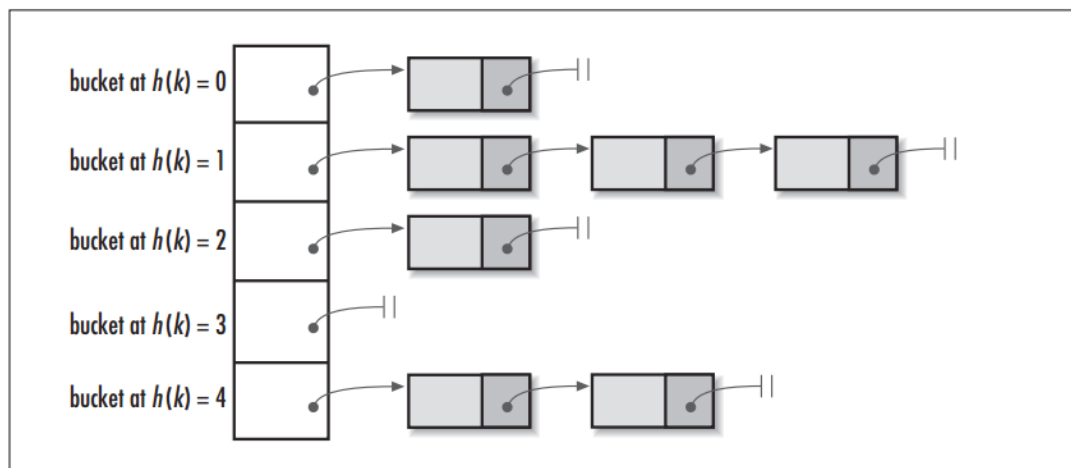 bucket at h(k) = 0
bucket at h(k) = 1
bucket at h(k) = 2
bucket at h(k) = 3
bucket at h(k) = 4